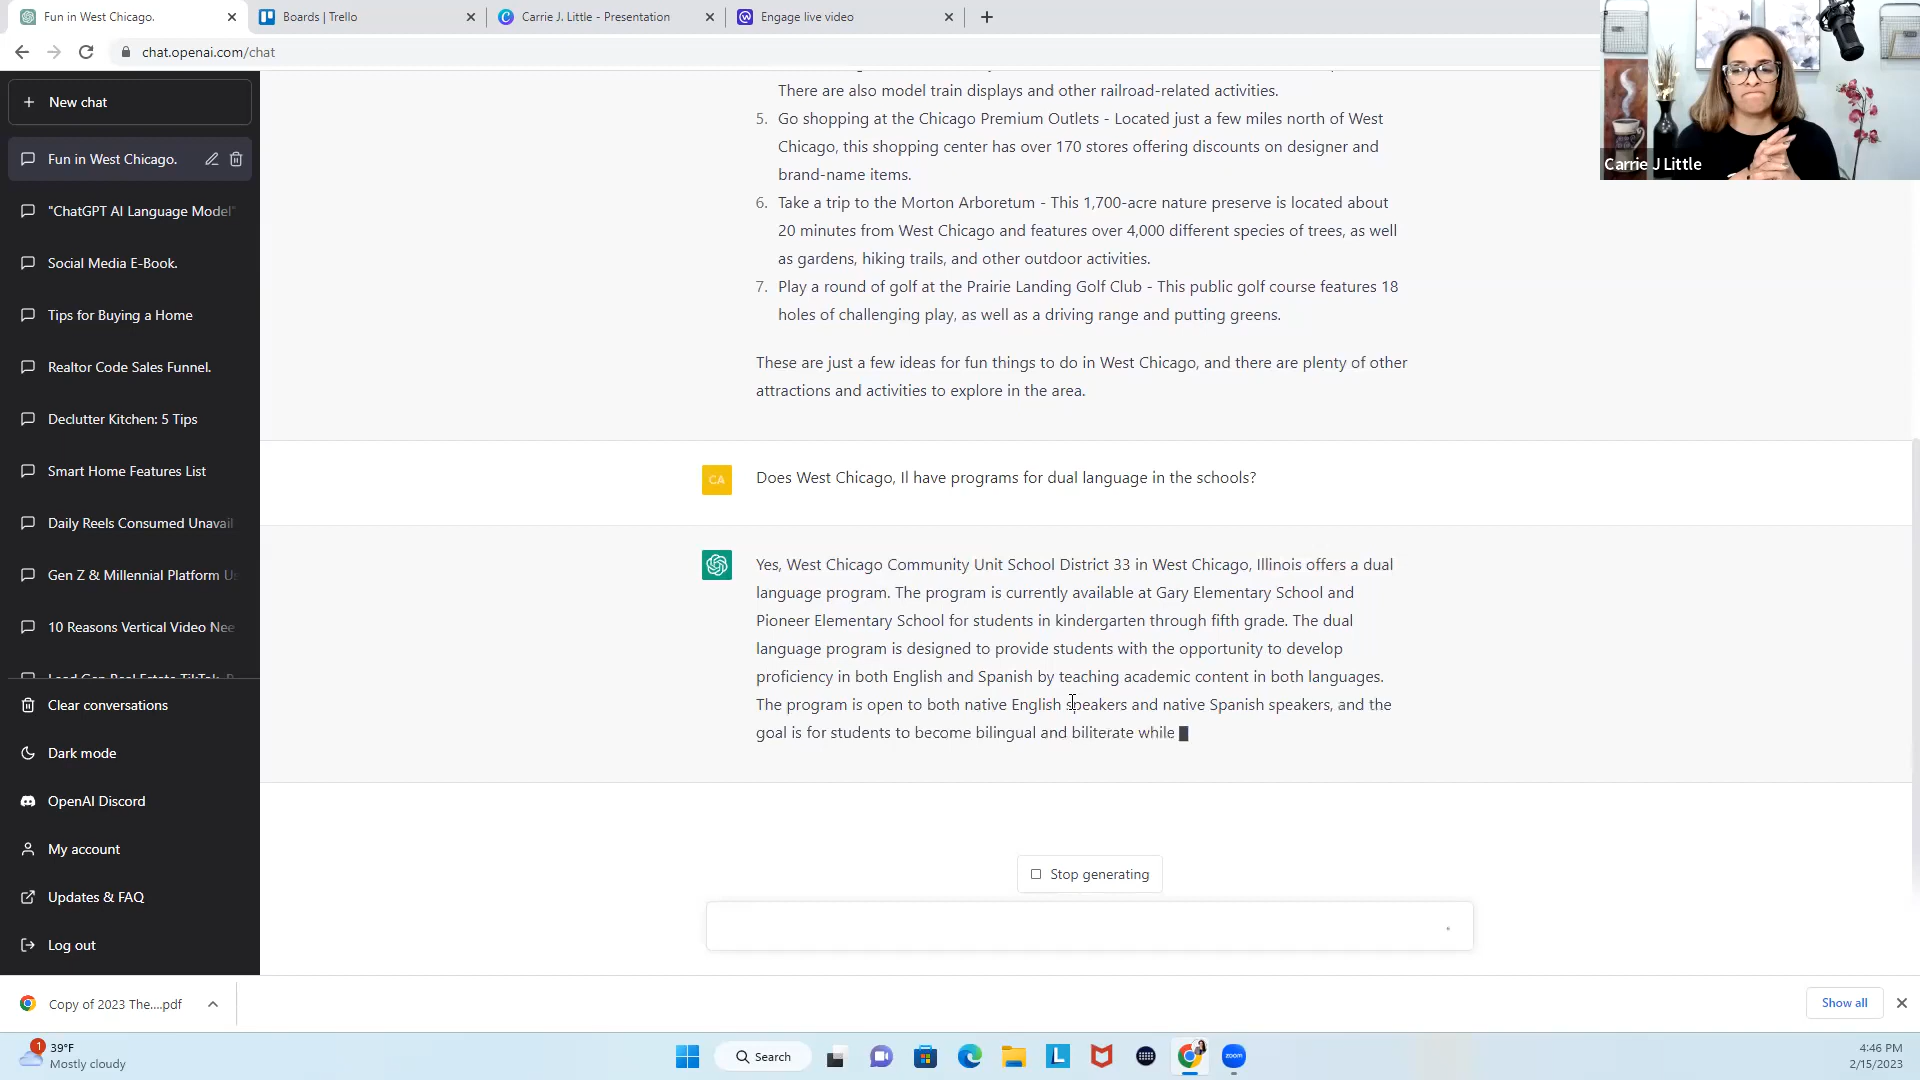 Fun in West Chicago.
Boards | Trello
Carrie J. Little - Presentation
Engage live video
chat.openai.com/chat
New chat
Fun in West Chicago.
"ChatGPT AI Language Model"
Social Media E-Book.
Tips for Buying a Home
Realtor Code Sales Funnel.
Declutter Kitchen: 5 Tips
Smart Home Features List
Daily Reels Consumed Unavail
Gen Z & Millennial Platform U
10 Reasons Vertical Video Nee
Clear conversations
Dark mode
OpenAI Discord
My account
Updates & FAQ
Log out
There are also model train displays and other railroad-related activities.
5. Go shopping at the Chicago Premium Outlets - Located just a few miles north of West
Chicago, this shopping center has over 170 stores offering discounts on designer and
brand-name items.
6. Take a trip to the Morton Arboretum - This 1,700-acre nature preserve is located about
20 minutes from West Chicago and features over 4,000 different species of trees, as well
as gardens, hiking trails, and other outdoor activities.
7. Play a round of golf at the Prairie Landing Golf Club - This public golf course features 18
holes of challenging play, as well as a driving range and putting greens.
These are just a few ideas for fun things to do in West Chicago, and there are plenty of other
attractions and activities to explore in the area.
CA
Does West Chicago, Il have programs for dual language in the schools?
Yes, West Chicago Community Unit School District 33 in West Chicago, Illinois offers a dual
language program. The program is currently available at Gary Elementary School and
Pioneer Elementary School for students in kindergarten through fifth grade. The dual
language program is designed to provide students with the opportunity to develop
proficiency in both English and Spanish by teaching academic content in both languages.
The program is open to both native English speakers and native Spanish speakers, and the
goal is for students to become bilingual and biliterate while
Stop generating
Carrie J Little
Copy of 2023 The....pdf
Show all
1
39°F
Mostly cloudy
Search
L
zoom
4:46 PM
2/15/2023